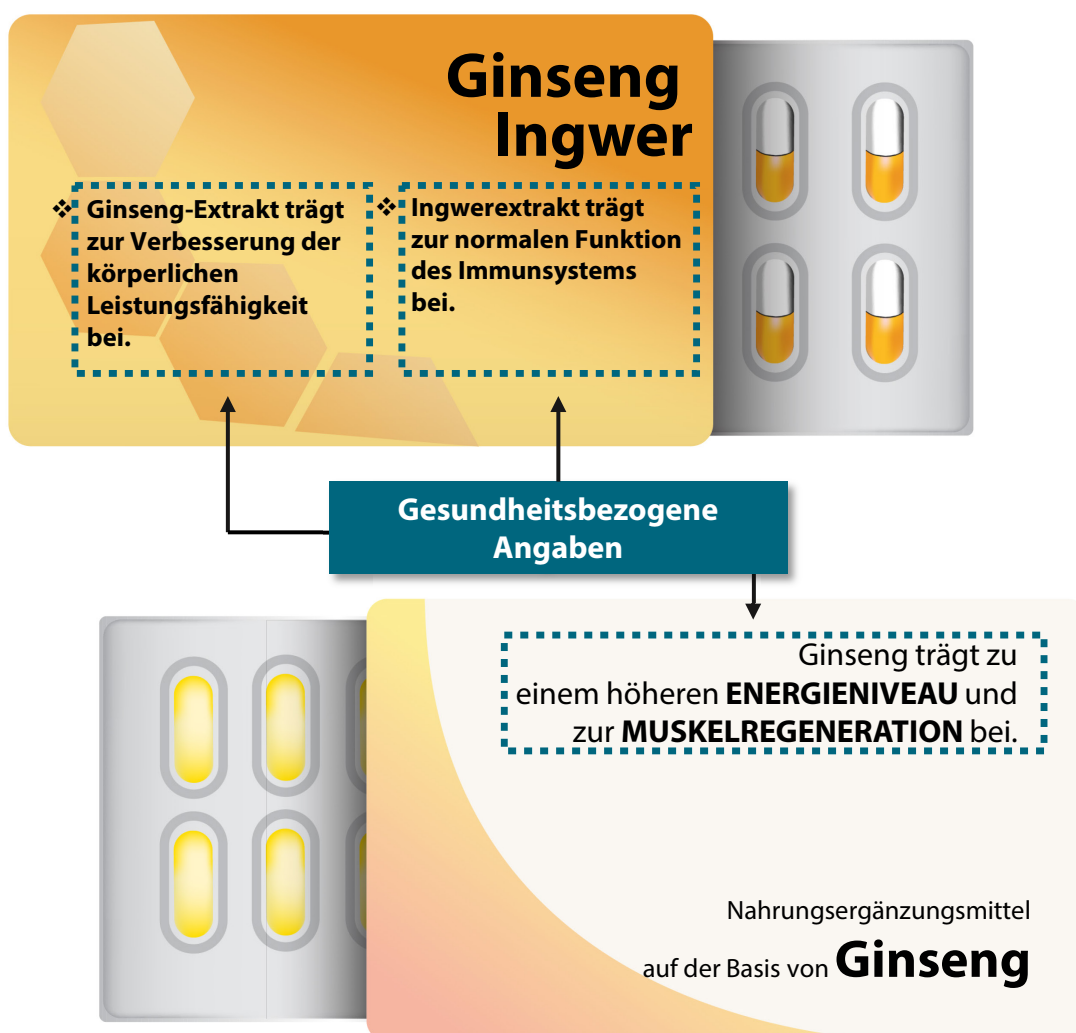 Ginseng
Ingwer
❖ Ginseng-Extrakt trägt
zur Verbesserung der
körperlichen
Leistungsfähigkeit
bei.
❖ Ingwerextrakt trägt
zur normalen Funktion
des Immunsystems
bei.
Gesundheitsbezogene
Angaben
Ginseng trägt zu
einem höheren ENERGIENIVEAU und
zur MUSKELREGENERATION bei.
Nahrungsergänzungsmittel
auf der Basis von Ginseng